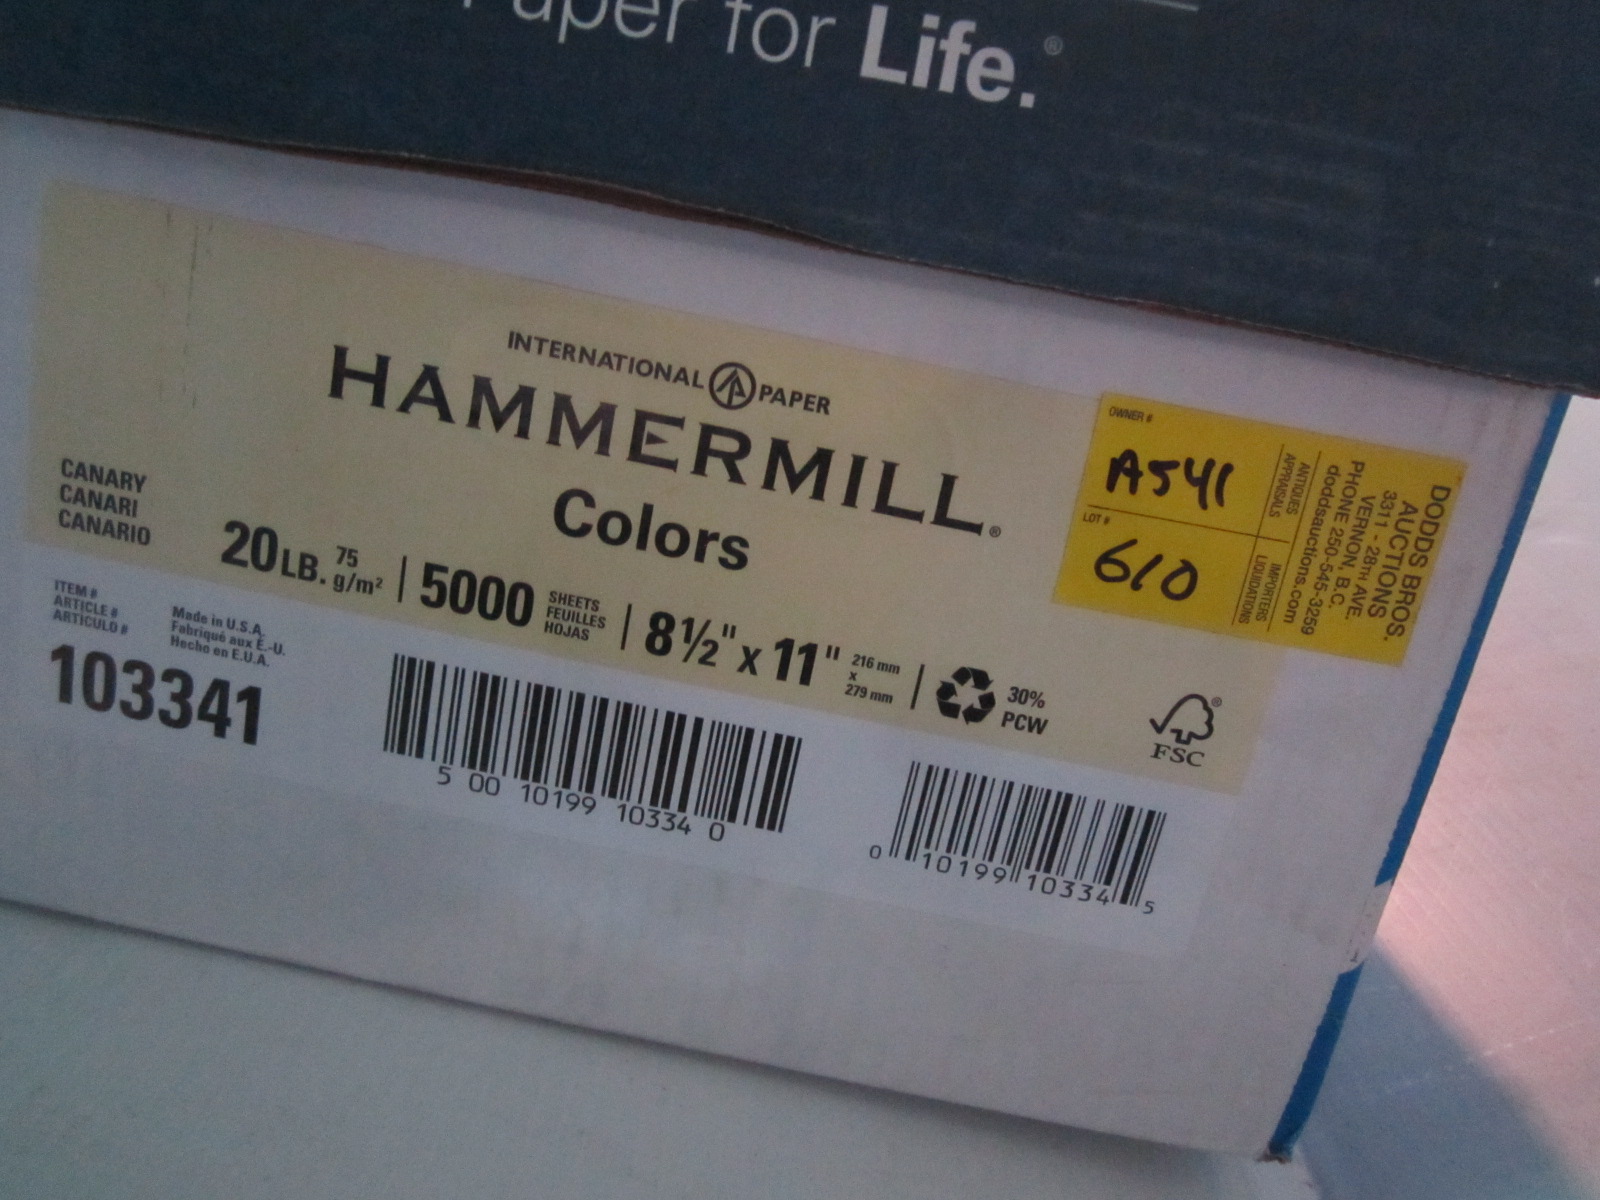 Paper for Life.®
INTERNATIONAL PAPER
HAMMERMILL®
Colors
CANARY
CANARI
CANARIO
20 LB. 75 g/m² | 5000 SHEETS FEUILLES HOJAS | 8½" x 11" 216 mm x 279 mm | 30% PCW
FSC®
ITEM #
ARTICLE #
ARTICULO #
103341
Made in U.S.A.
Fabriqué aux É.-U.
Hecho en E.U.A.
5 00 10199 10334 0
0 10199 10334 5
OWNER #
A541
LOT #
610
ANTIQUES
APPRAISALS
IMPORTERS
LIQUIDATIONS
DODDS BROS.
AUCTIONS
3311 - 28TH AVE.
VERNON, B.C.
PHONE 250-545-3259
doddsauctions.com